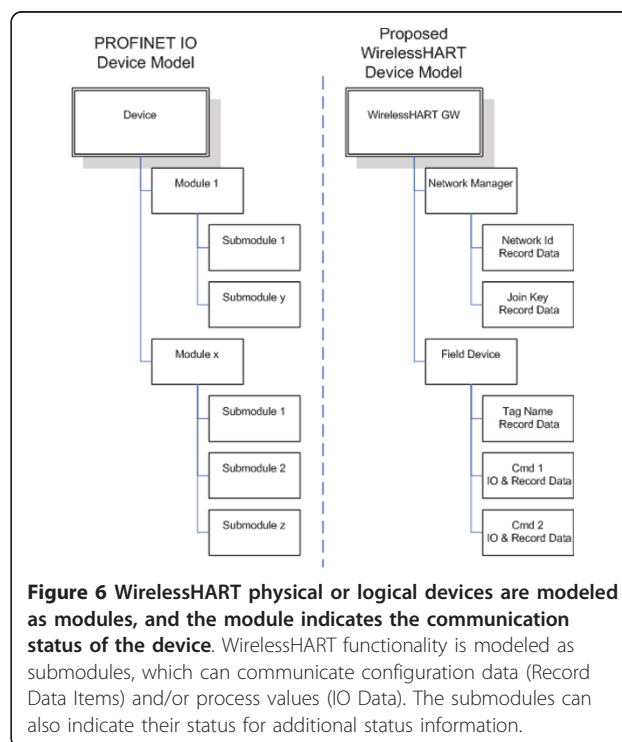 PROFINET IO
Device Model
Device
Module 1
Submodule 1
Submodule y
Module x
Submodule 1
Submodule 2
Submodule z
Proposed
WirelessHART
Device Model
WirelessHART GW
Network Manager
Network Id
Record Data
Join Key
Record Data
Field Device
Tag Name
Record Data
Cmd 1
IO & Record Data
Cmd 2
IO & Record Data
Figure 6 WirelessHART physical or logical devices are modeled
as modules, and the module indicates the communication
status of the device. WirelessHART functionality is modeled as
submodules, which can communicate configuration data (Record
Data Items) and/or process values (IO Data). The submodules can
also indicate their status for additional status information.